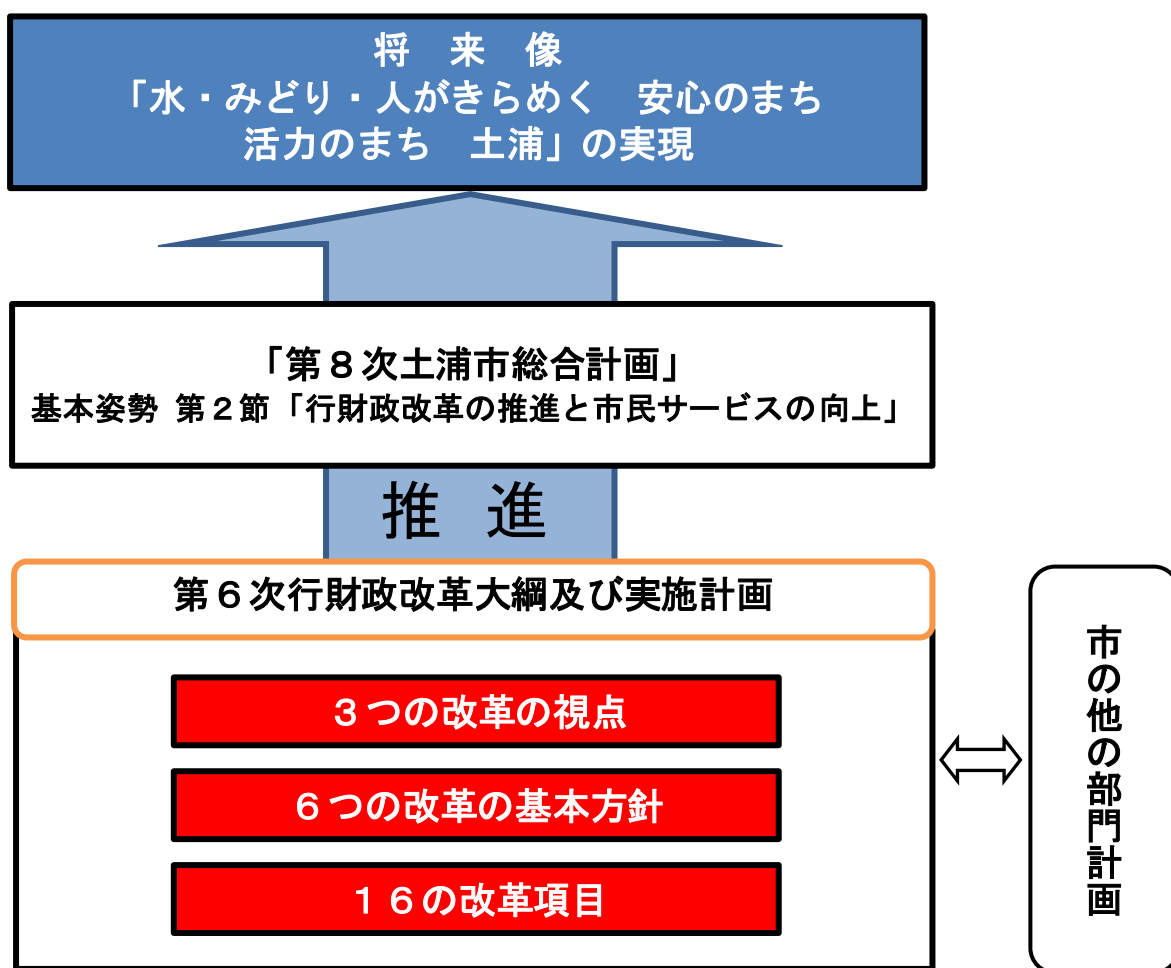 将　来　像
「水・みどり・人がきらめく　安心のまち
活力のまち　土浦」の実現
「第８次土浦市総合計画」
基本姿勢 第２節「行財政改革の推進と市民サービスの向上」
推　進
第６次行財政改革大綱及び実施計画
３つの改革の視点
６つの改革の基本方針
１６の改革項目
市の他の部門計画